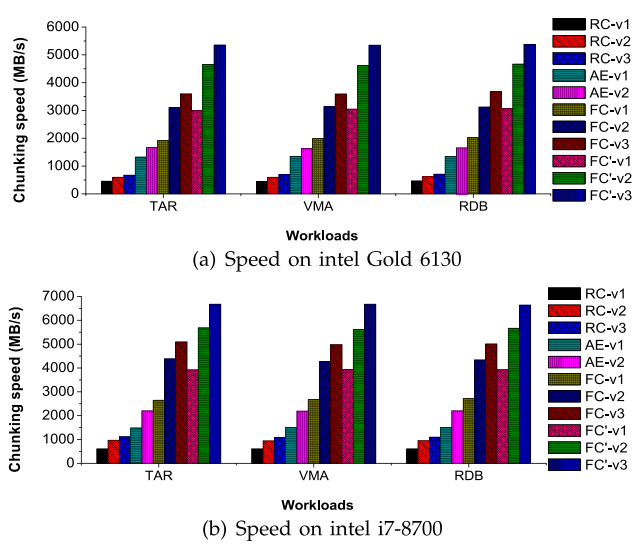 6000
5000
4000
3000
2000
1000
0
Chunking speed (MB/s)
TAR VMA RDB
Workloads
RC-v1
RC-v2
RC-v3
AE-v1
AE-v2
FC-v1
FC-v2
FC-v3
FC'-v1
FC'-v2
FC'-v3
(a) Speed on intel Gold 6130
7000
6000
5000
4000
3000
2000
1000
0
Chunking speed (MB/s)
TAR VMA RDB
Workloads
RC-v1
RC-v2
RC-v3
AE-v1
AE-v2
FC-v1
FC-v2
FC-v3
FC'-v1
FC'-v2
FC'-v3
(b) Speed on intel i7-8700